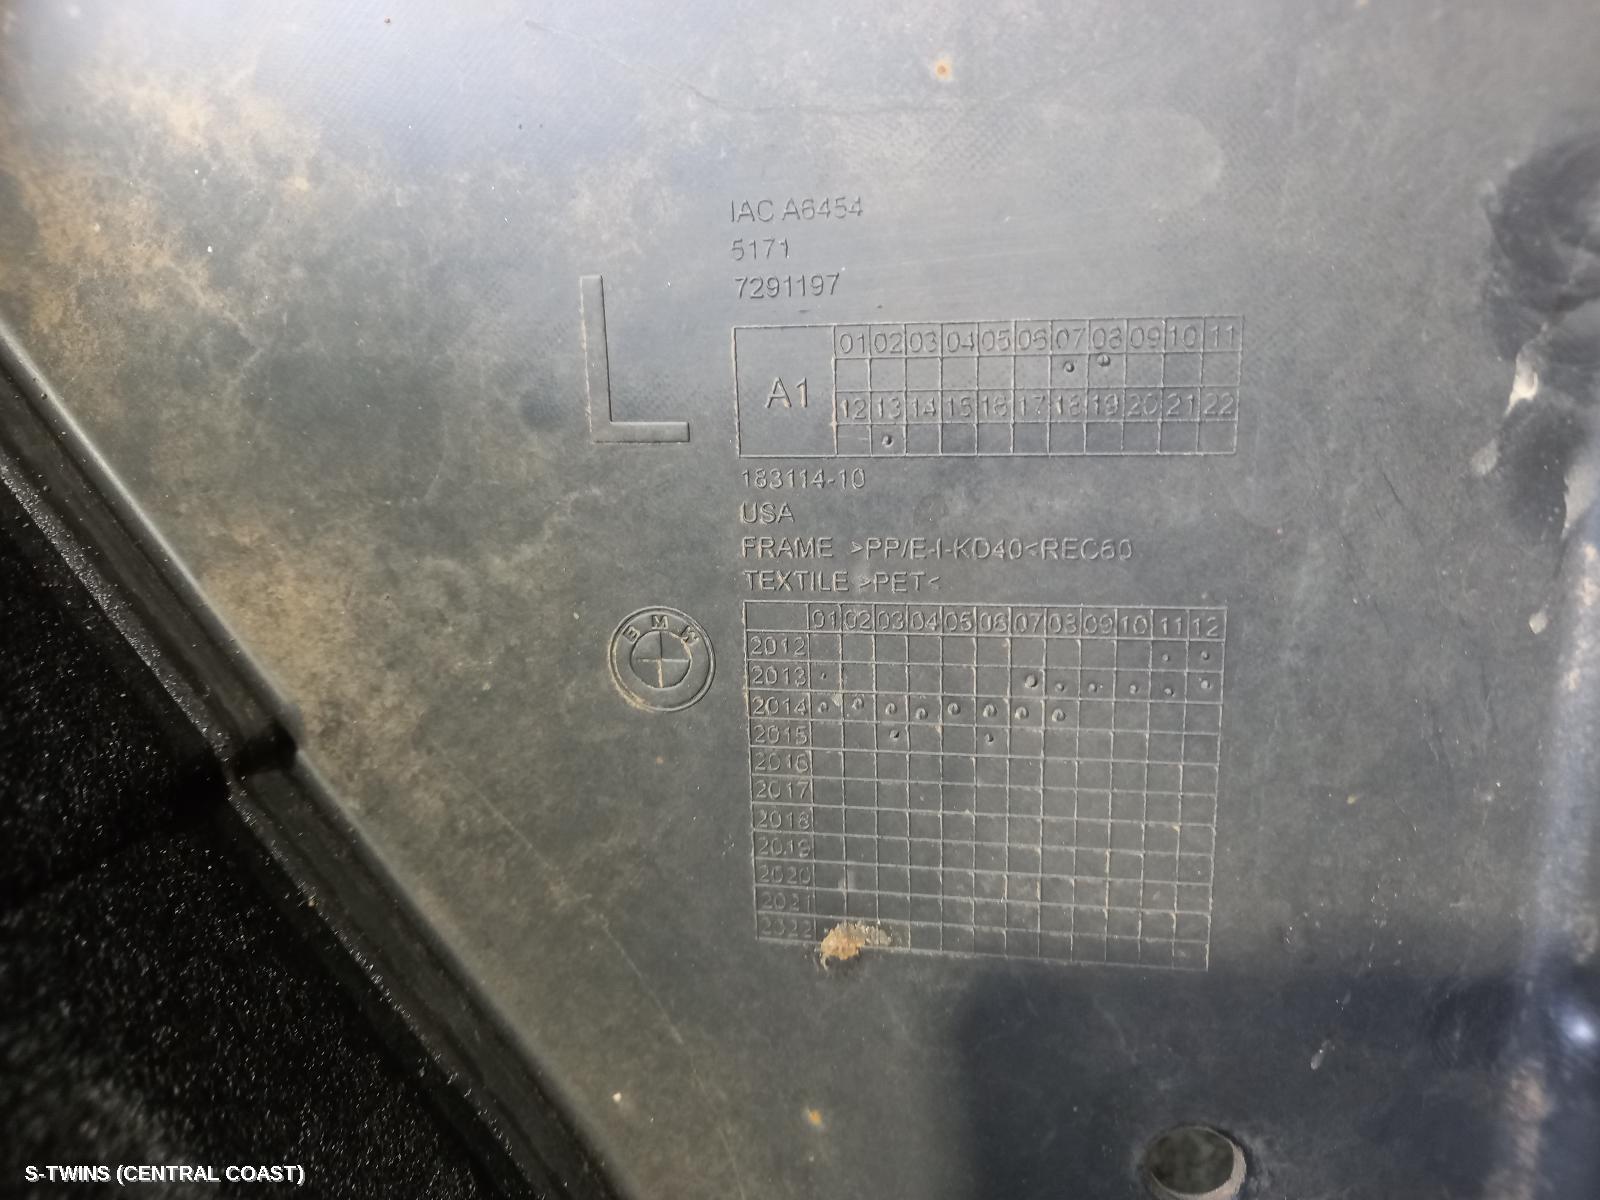 IAC A6454
5171
7291197
L
01 02 03 04 05 06 07 08 09 10 11
A1
12 13 14 15 16 17 18 19 20 21 22
183114-10
USA
FRAME >PP/E-I-KD40<REC60
TEXTILE >PET<
BMW
01 02 03 04 05 06 07 08 09 10 11 12
2012
2013
2014
2015
2016
2017
2018
2019
2020
2021
2022
S-TWINS (CENTRAL COAST)